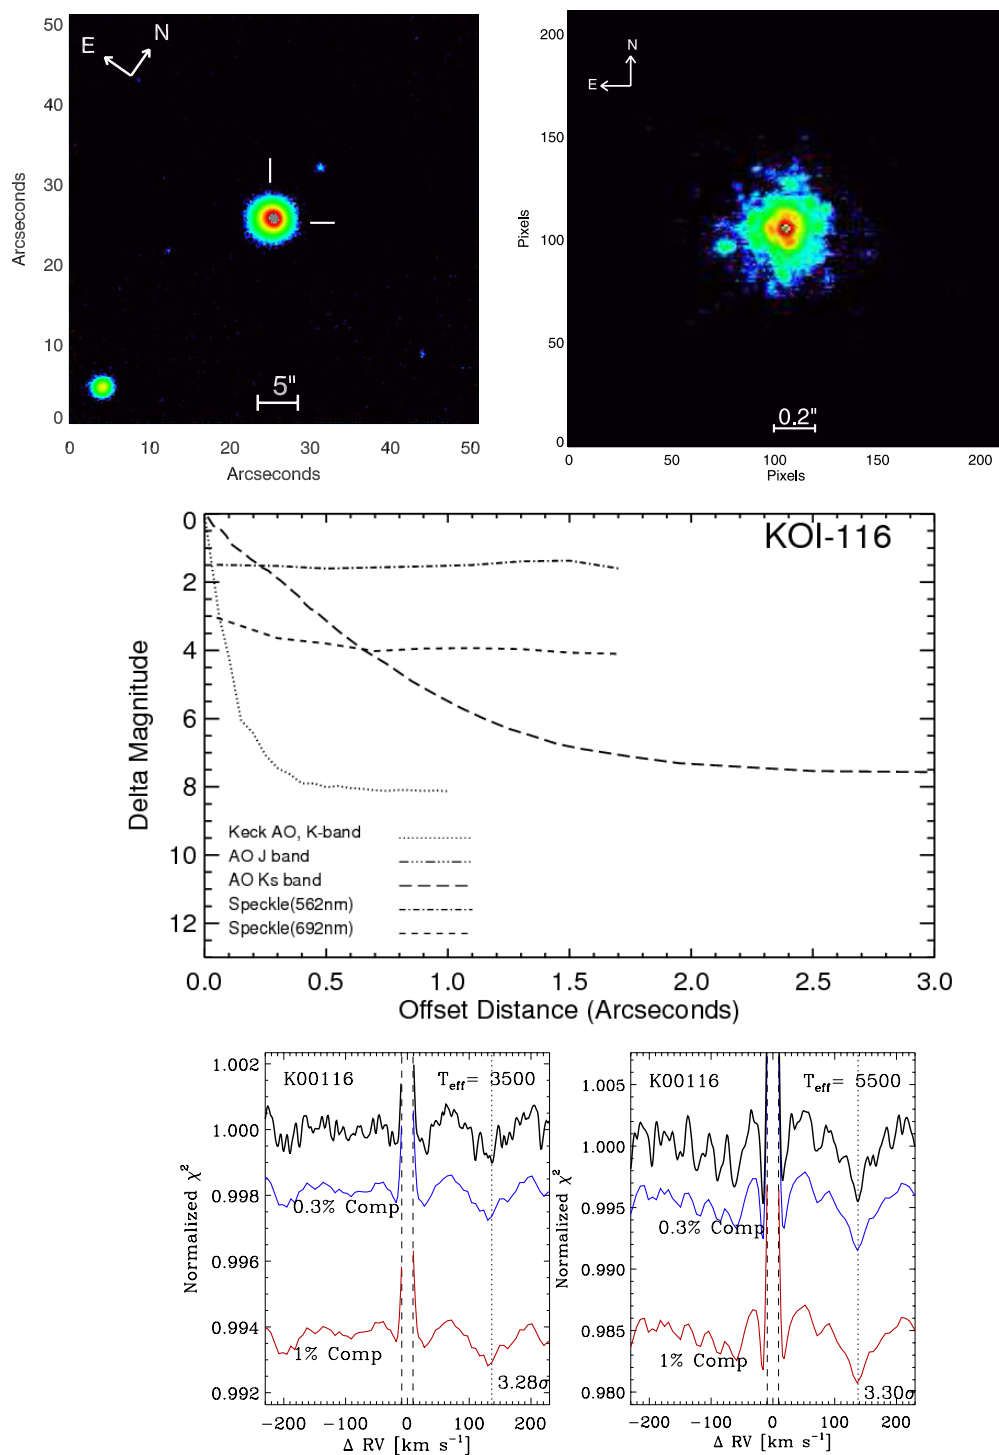 50
40
30
20
10
0
Arcseconds
E
N
5"
0
10
20
30
40
50
Arcseconds
200
150
100
50
0
Pixels
N
E
0.2"
0
50
100
150
200
Pixels
0
2
4
6
8
10
12
Delta Magnitude
KOI-116
Keck AO, K-band
AO J band
AO Ks band
Speckle(562nm)
Speckle(692nm)
0.0
0.5
1.0
1.5
2.0
2.5
3.0
Offset Distance (Arcseconds)
1.002
1.000
0.998
0.996
0.994
0.992
Normalized χ²
K00116
T_eff= 3500
0.3% Comp
1% Comp
3.28σ
−200
−100
0
100
200
Δ RV [km s⁻¹]
1.005
1.000
0.995
0.990
0.985
0.980
Normalized χ²
K00116
T_eff= 5500
0.3% Comp
1% Comp
3.30σ
−200
−100
0
100
200
Δ RV [km s⁻¹]